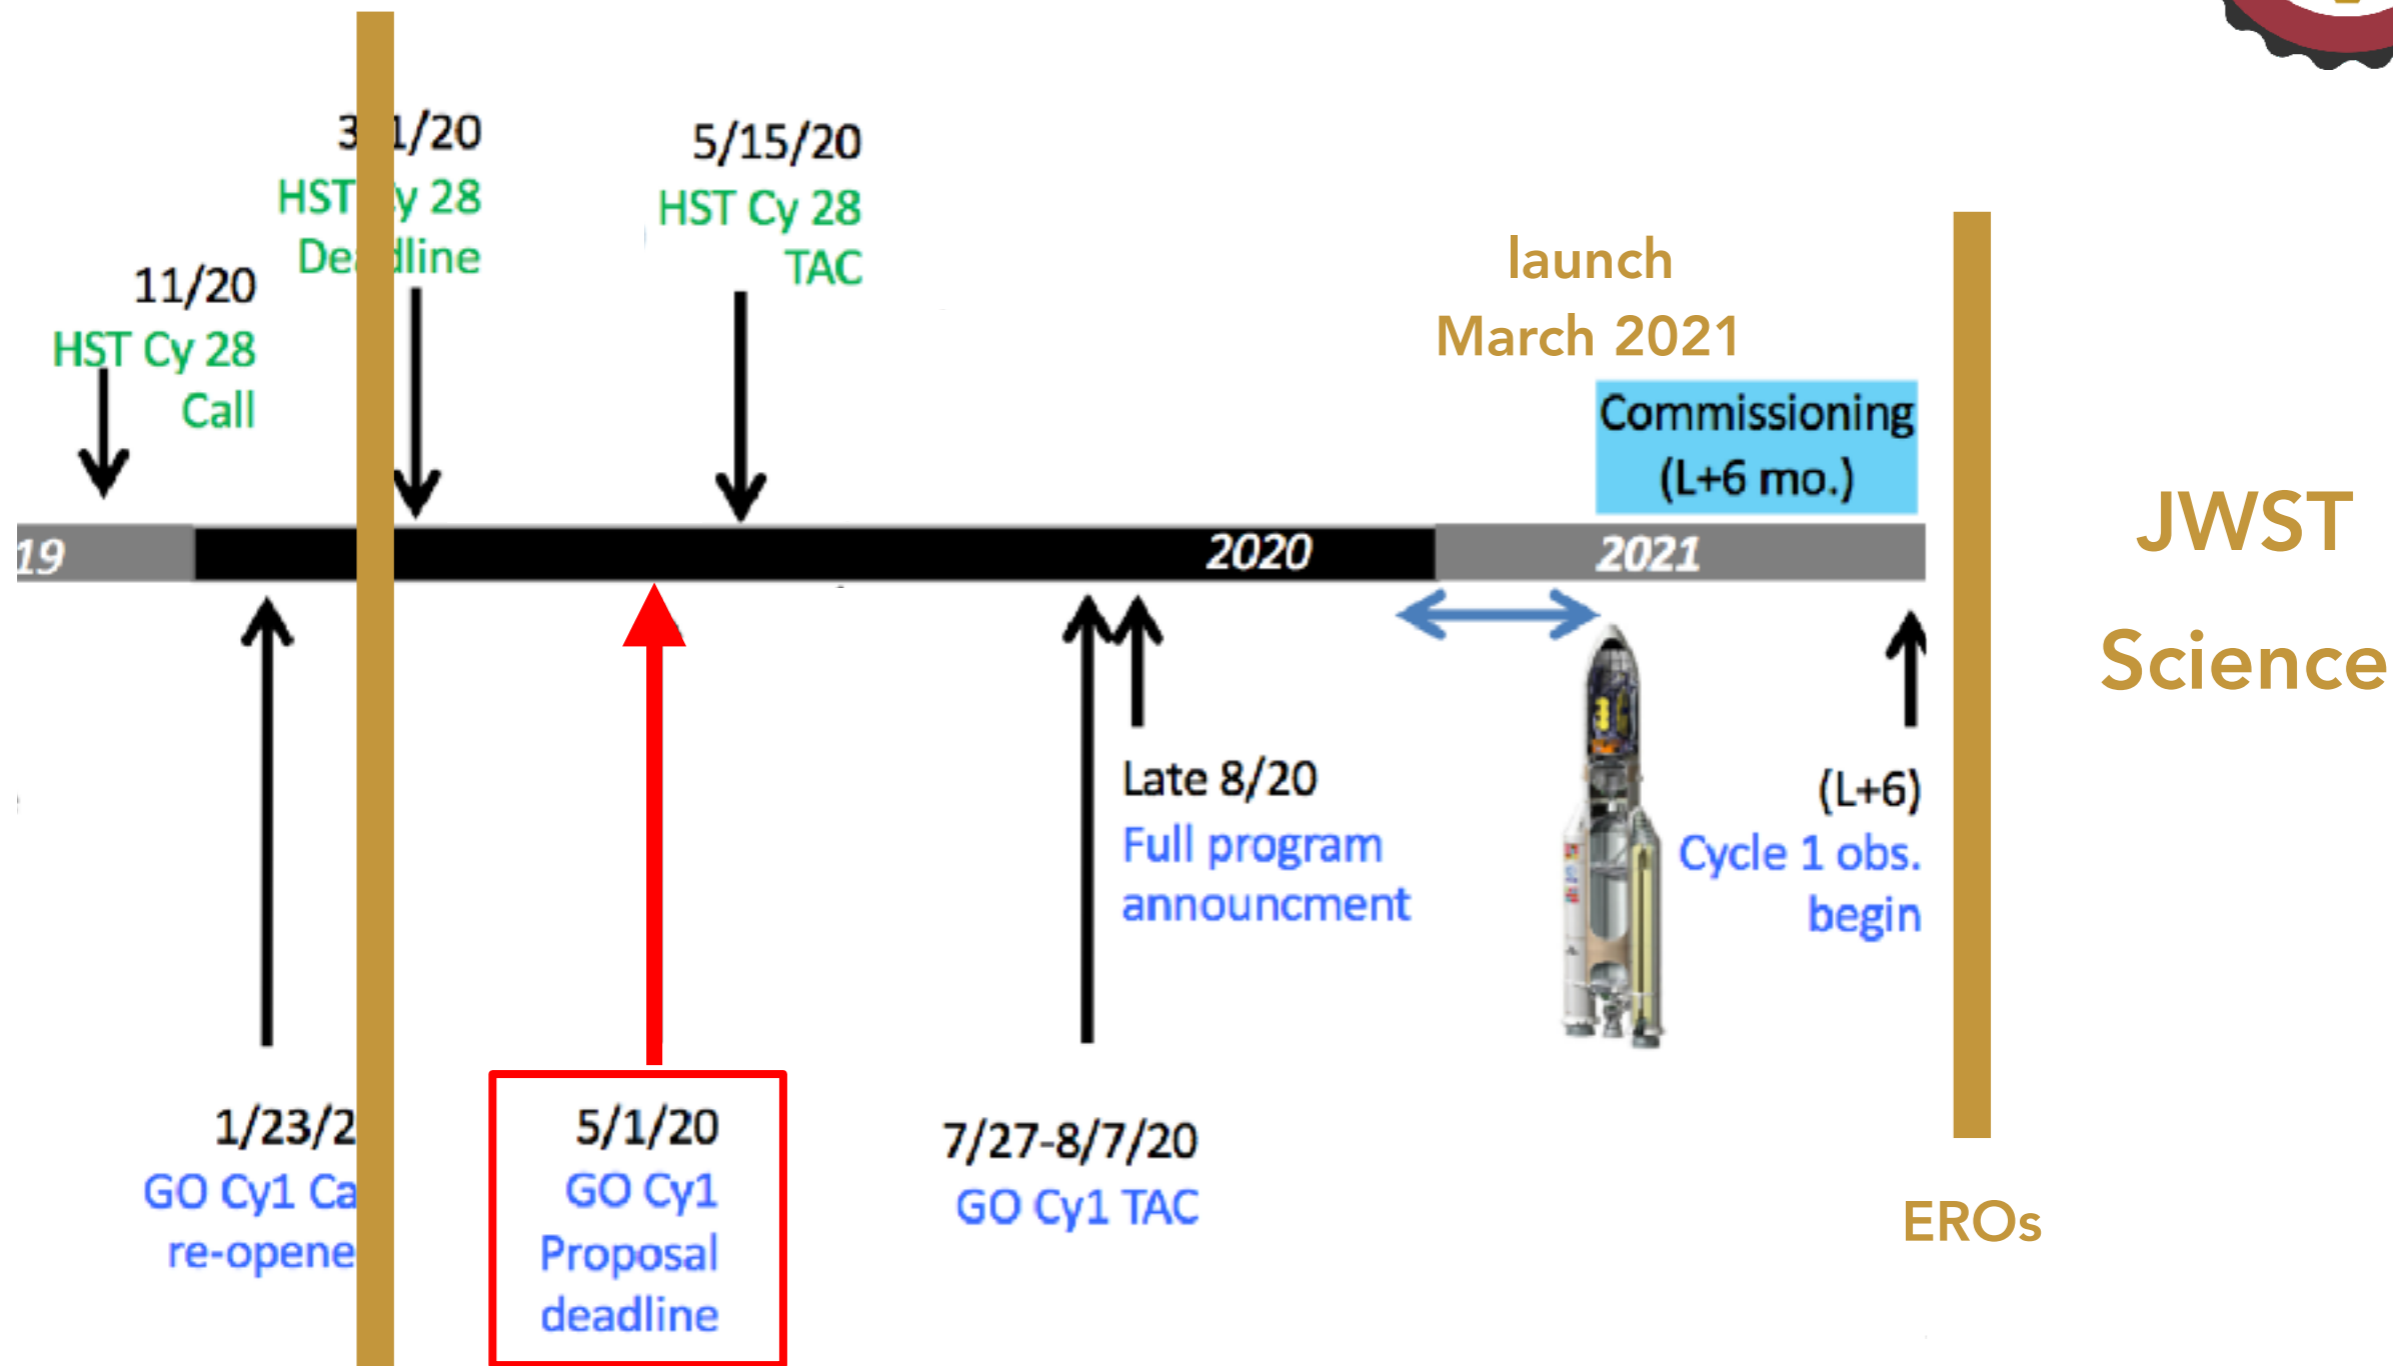 3/1/20
HST Cy 28
Deadline
5/15/20
HST Cy 28
TAC
11/20
HST Cy 28
Call
launch
March 2021
Commissioning
(L+6 mo.)
19
2020
2021
JWST
Science
Late 8/20
Full program
announcment
(L+6)
Cycle 1 obs.
begin
1/23/2
GO Cy1 Ca
re-opene
5/1/20
GO Cy1
Proposal
deadline
7/27-8/7/20
GO Cy1 TAC
EROs